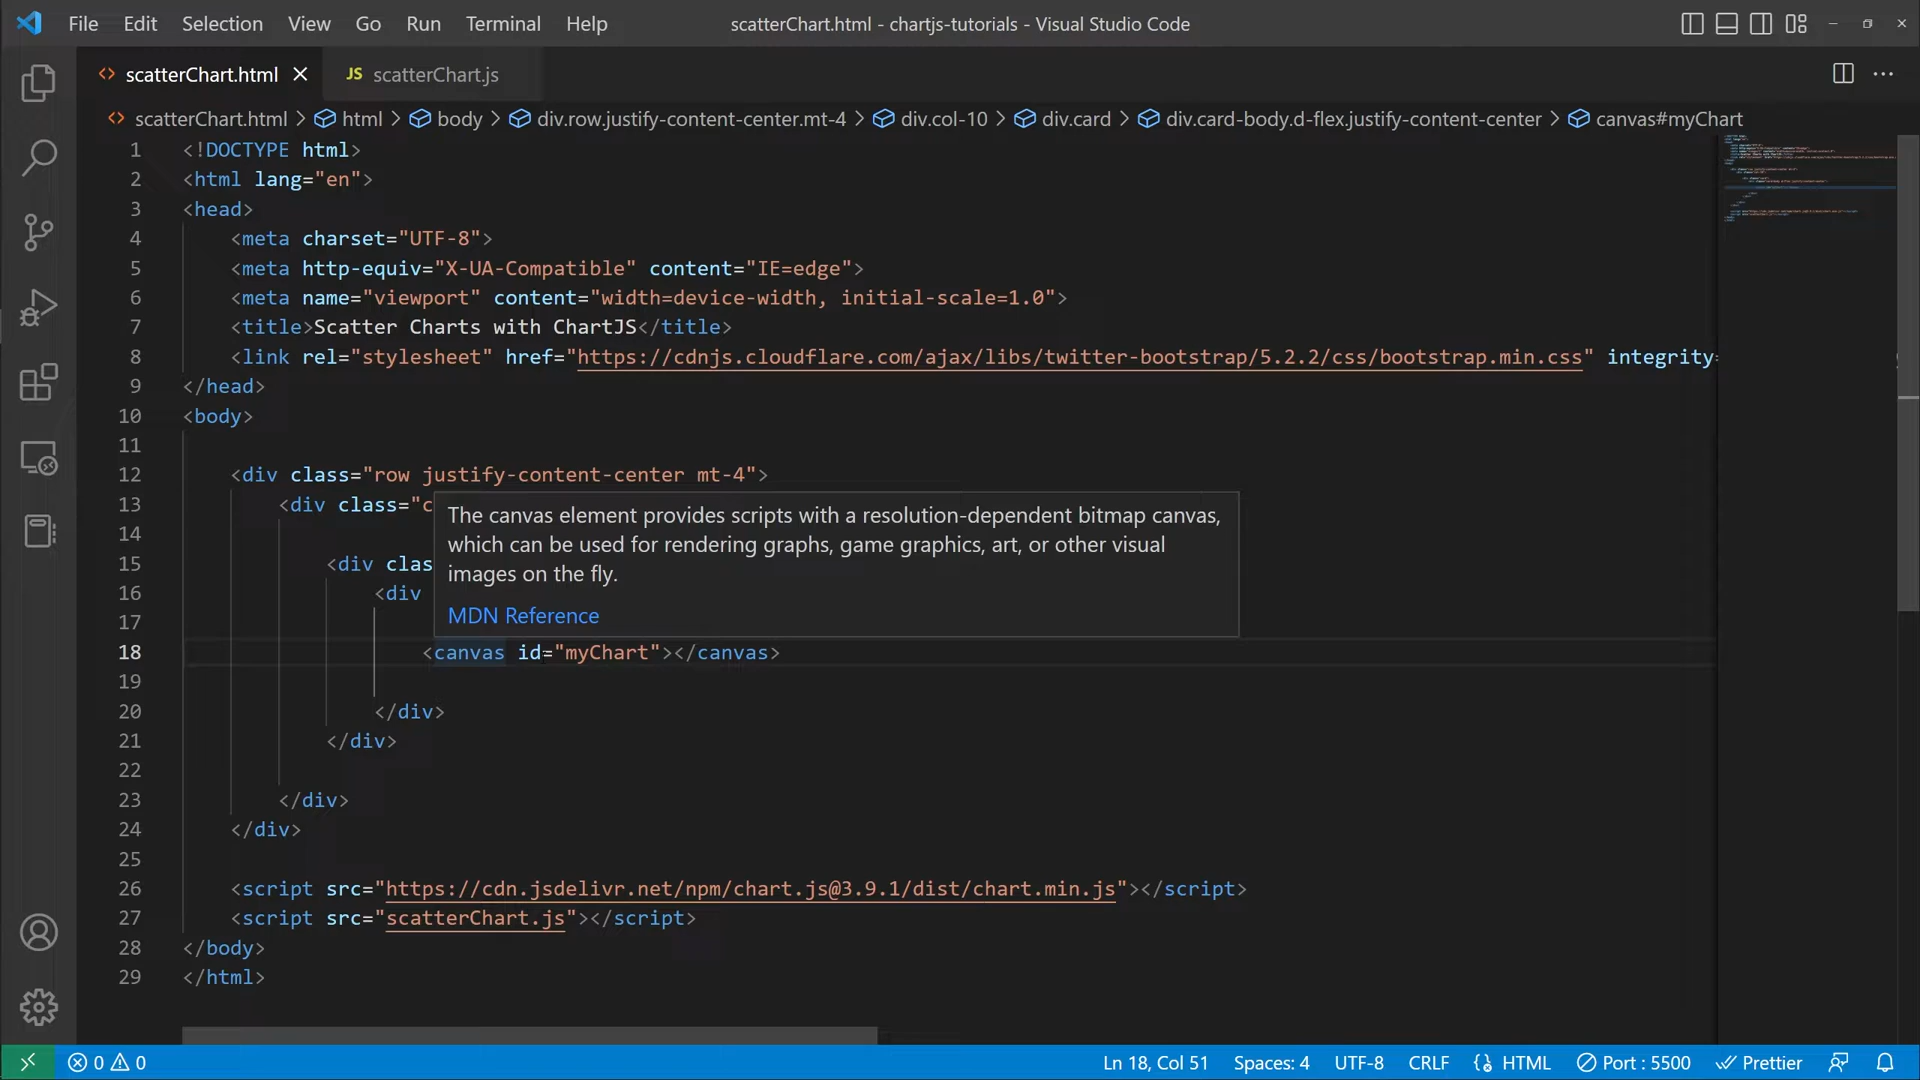 File Edit Selection View Go Run Terminal Help scatterChart.html - chartjs-tutorials - Visual Studio Code
<> scatterChart.html JS scatterChart.js
<> scatterChart.html > html > body > div.row.justify-content-center.mt-4 > div.col-10 > div.card > div.card-body.d-flex.justify-content-center > canvas#myChart
1 <!DOCTYPE html>
2 <html lang="en">
3 <head>
4 <meta charset="UTF-8">
5 <meta http-equiv="X-UA-Compatible" content="IE=edge">
6 <meta name="viewport" content="width=device-width, initial-scale=1.0">
7 <title>Scatter Charts with ChartJS</title>
8 <link rel="stylesheet" href="https://cdnjs.cloudflare.com/ajax/libs/twitter-bootstrap/5.2.2/css/bootstrap.min.css" integrity=
9 </head>
10 <body>
11
12 <div class="row justify-content-center mt-4">
13 <div class="c
14
15 <div clas
16 <div
17
The canvas element provides scripts with a resolution-dependent bitmap canvas,
which can be used for rendering graphs, game graphics, art, or other visual
images on the fly.
MDN Reference
18 <canvas id="myChart"></canvas>
19
20 </div>
21 </div>
22
23 </div>
24 </div>
25
26 <script src="https://cdn.jsdelivr.net/npm/chart.js@3.9.1/dist/chart.min.js"></script>
27 <script src="scatterChart.js"></script>
28 </body>
29 </html>
0 0 Ln 18, Col 51 Spaces: 4 UTF-8 CRLF HTML Port : 5500 Prettier